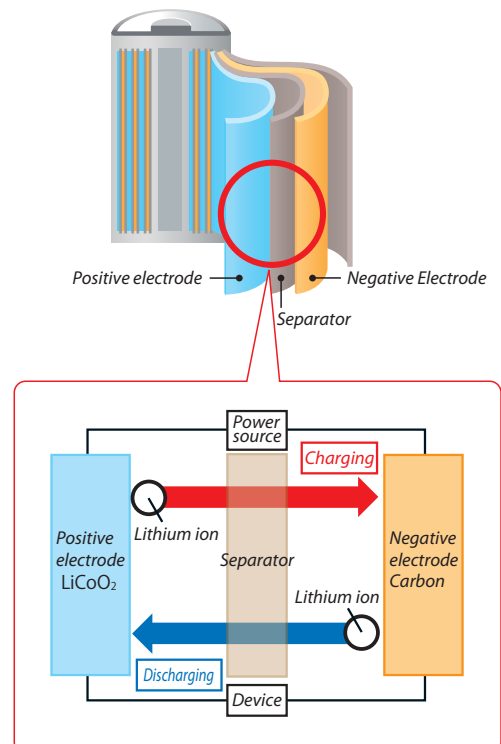 Positive electrode
Negative Electrode
Separator
Power
source
Charging
Lithium ion
Positive
electrode
LiCoO₂
Separator
Negative
electrode
Carbon
Lithium ion
Discharging
Device